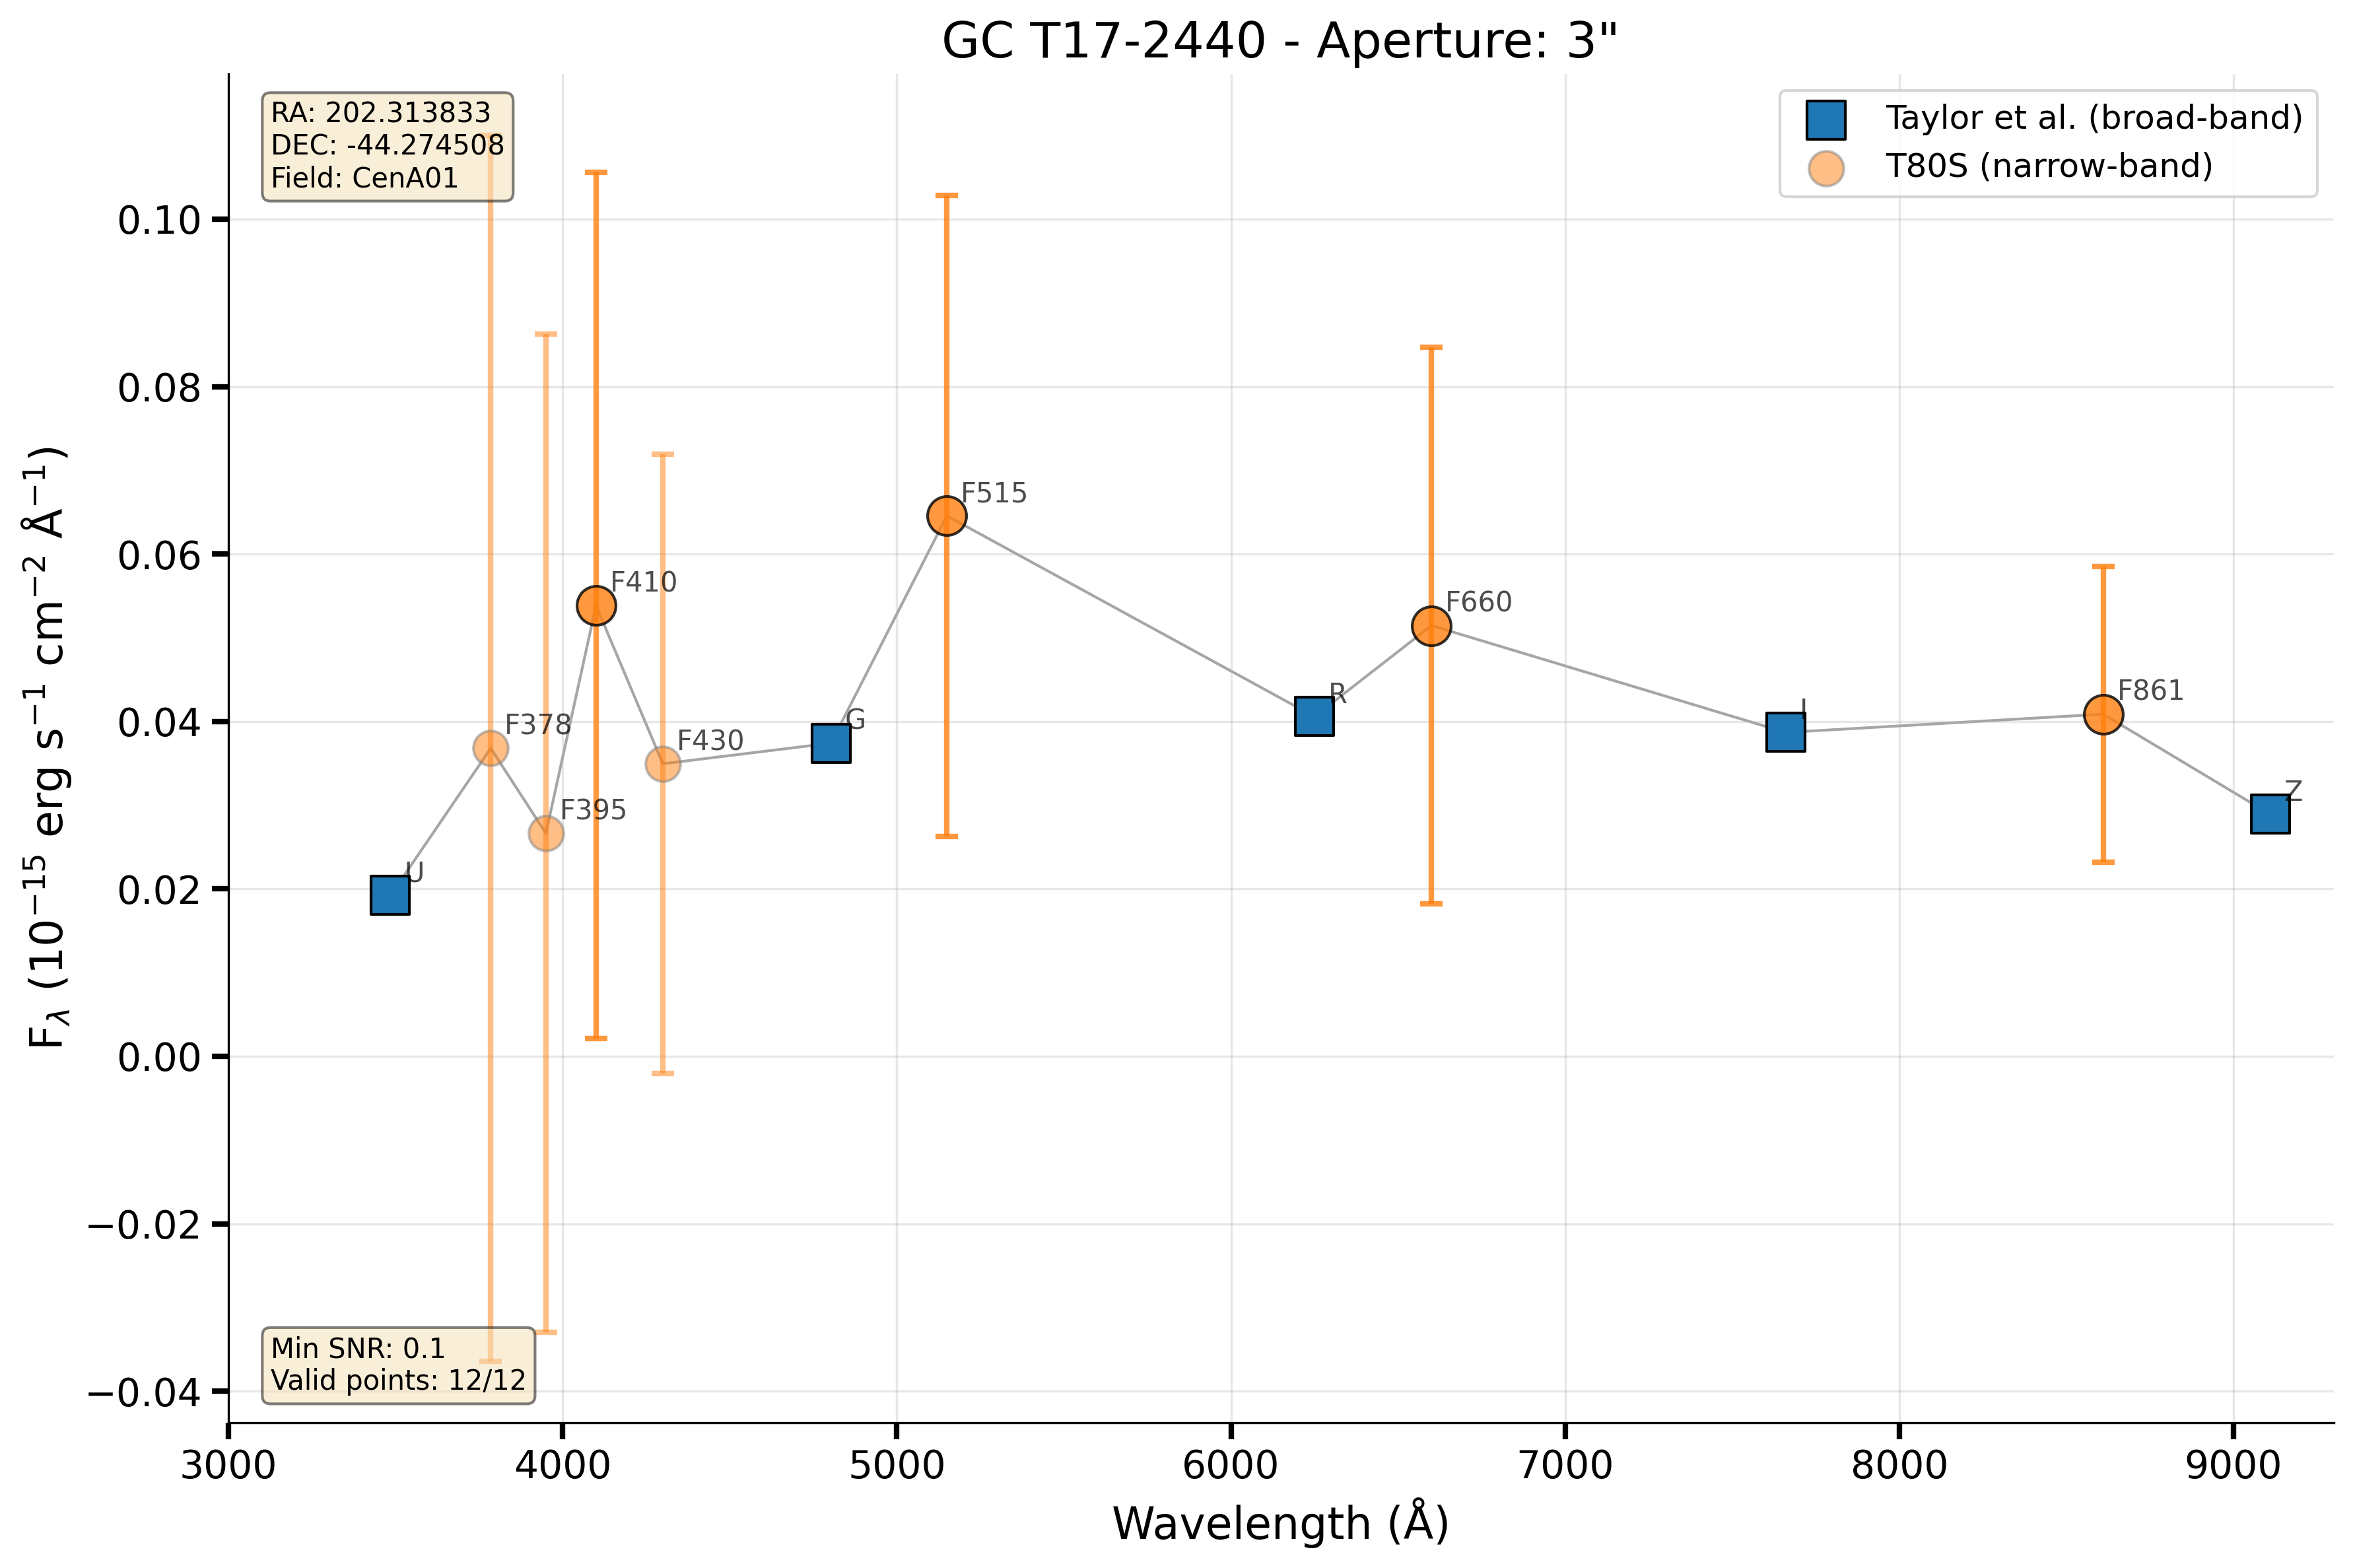 GC T17-2440 - Aperture: 3"
RA: 202.313833
DEC: -44.274508
Field: CenA01
Taylor et al. (broad-band)
T80S (narrow-band)
F_λ (10⁻¹⁵ erg s⁻¹ cm⁻² Å⁻¹)
0.10
0.08
0.06
0.04
0.02
0.00
−0.02
−0.04
U
F378
F395
F410
F430
G
F515
R
F660
I
F861
Z
Min SNR: 0.1
Valid points: 12/12
3000 4000 5000 6000 7000 8000 9000
Wavelength (Å)